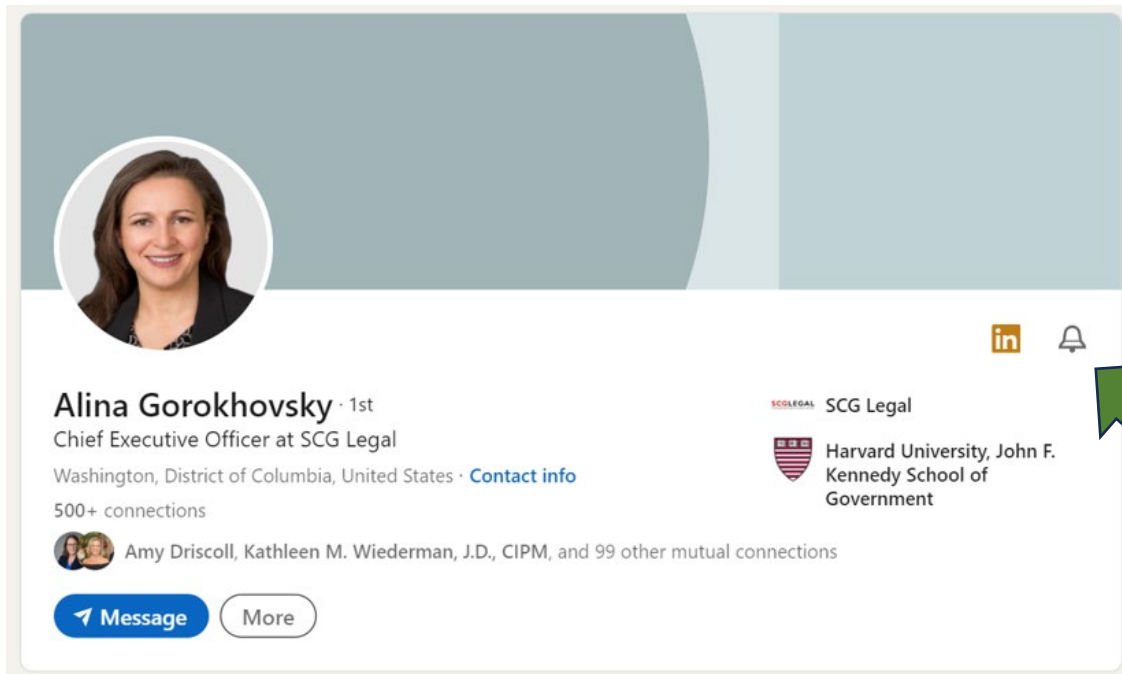 in
Alina Gorokhovsky · 1st
Chief Executive Officer at SCG Legal
Washington, District of Columbia, United States · Contact info
500+ connections
Amy Driscoll, Kathleen M. Wiederman, J.D., CIPM, and 99 other mutual connections
Message
More
SCGLEGAL SCG Legal
Harvard University, John F.
Kennedy School of
Government